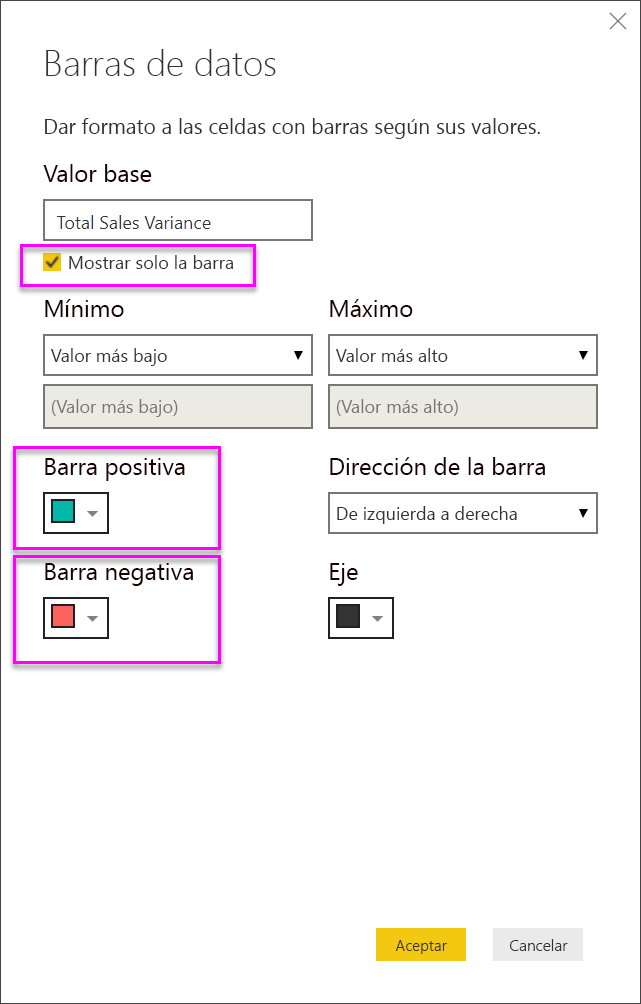 Barras de datos
Dar formato a las celdas con barras según sus valores.
Valor base
Total Sales Variance
Mostrar solo la barra
Mínimo
Máximo
Valor más bajo
Valor más alto
(Valor más bajo)
(Valor más alto)
Barra positiva
Dirección de la barra
De izquierda a derecha
Barra negativa
Eje
Aceptar
Cancelar